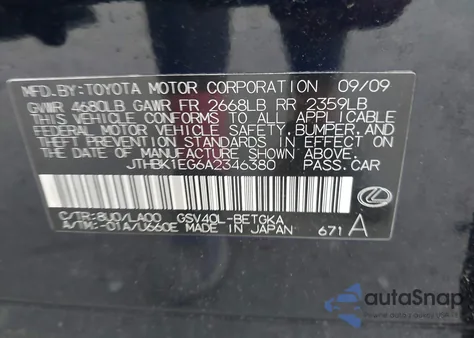 MFD.BY:TOYOTA MOTOR CORPORATION 09/09
GVWR 4680LB GAWR FR 2668LB RR 2359LB
THIS VEHICLE CONFORMS TO ALL APPLICABLE
FEDERAL MOTOR VEHICLE SAFETY,BUMPER,AND
THEFT PREVENTION STANDARDS IN EFFECT ON
THE DATE OF MANUFACTURE SHOWN ABOVE.
JTHBK1EG6A2346380 PASS.CAR
C/TR:8U0/LA00 GSV40L-BETGKA
A/TM:-01A/U660E MADE IN JAPAN 671 A
autoSnap